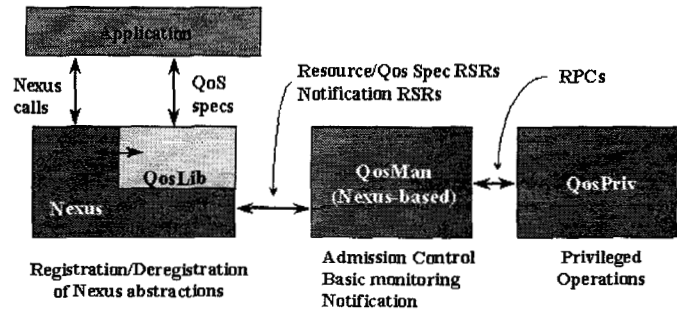 Application
Nexus
calls
QoS
specs
Resource/Qos Spec RSRs
Notification RSRs
RPCs
QosLib
Nexus
QosMan
(Nexus-based)
QosPriv
Registration/Deregistration
of Nexus abstractions
Admission Control
Basic monitoring
Notification
Privileged
Operations